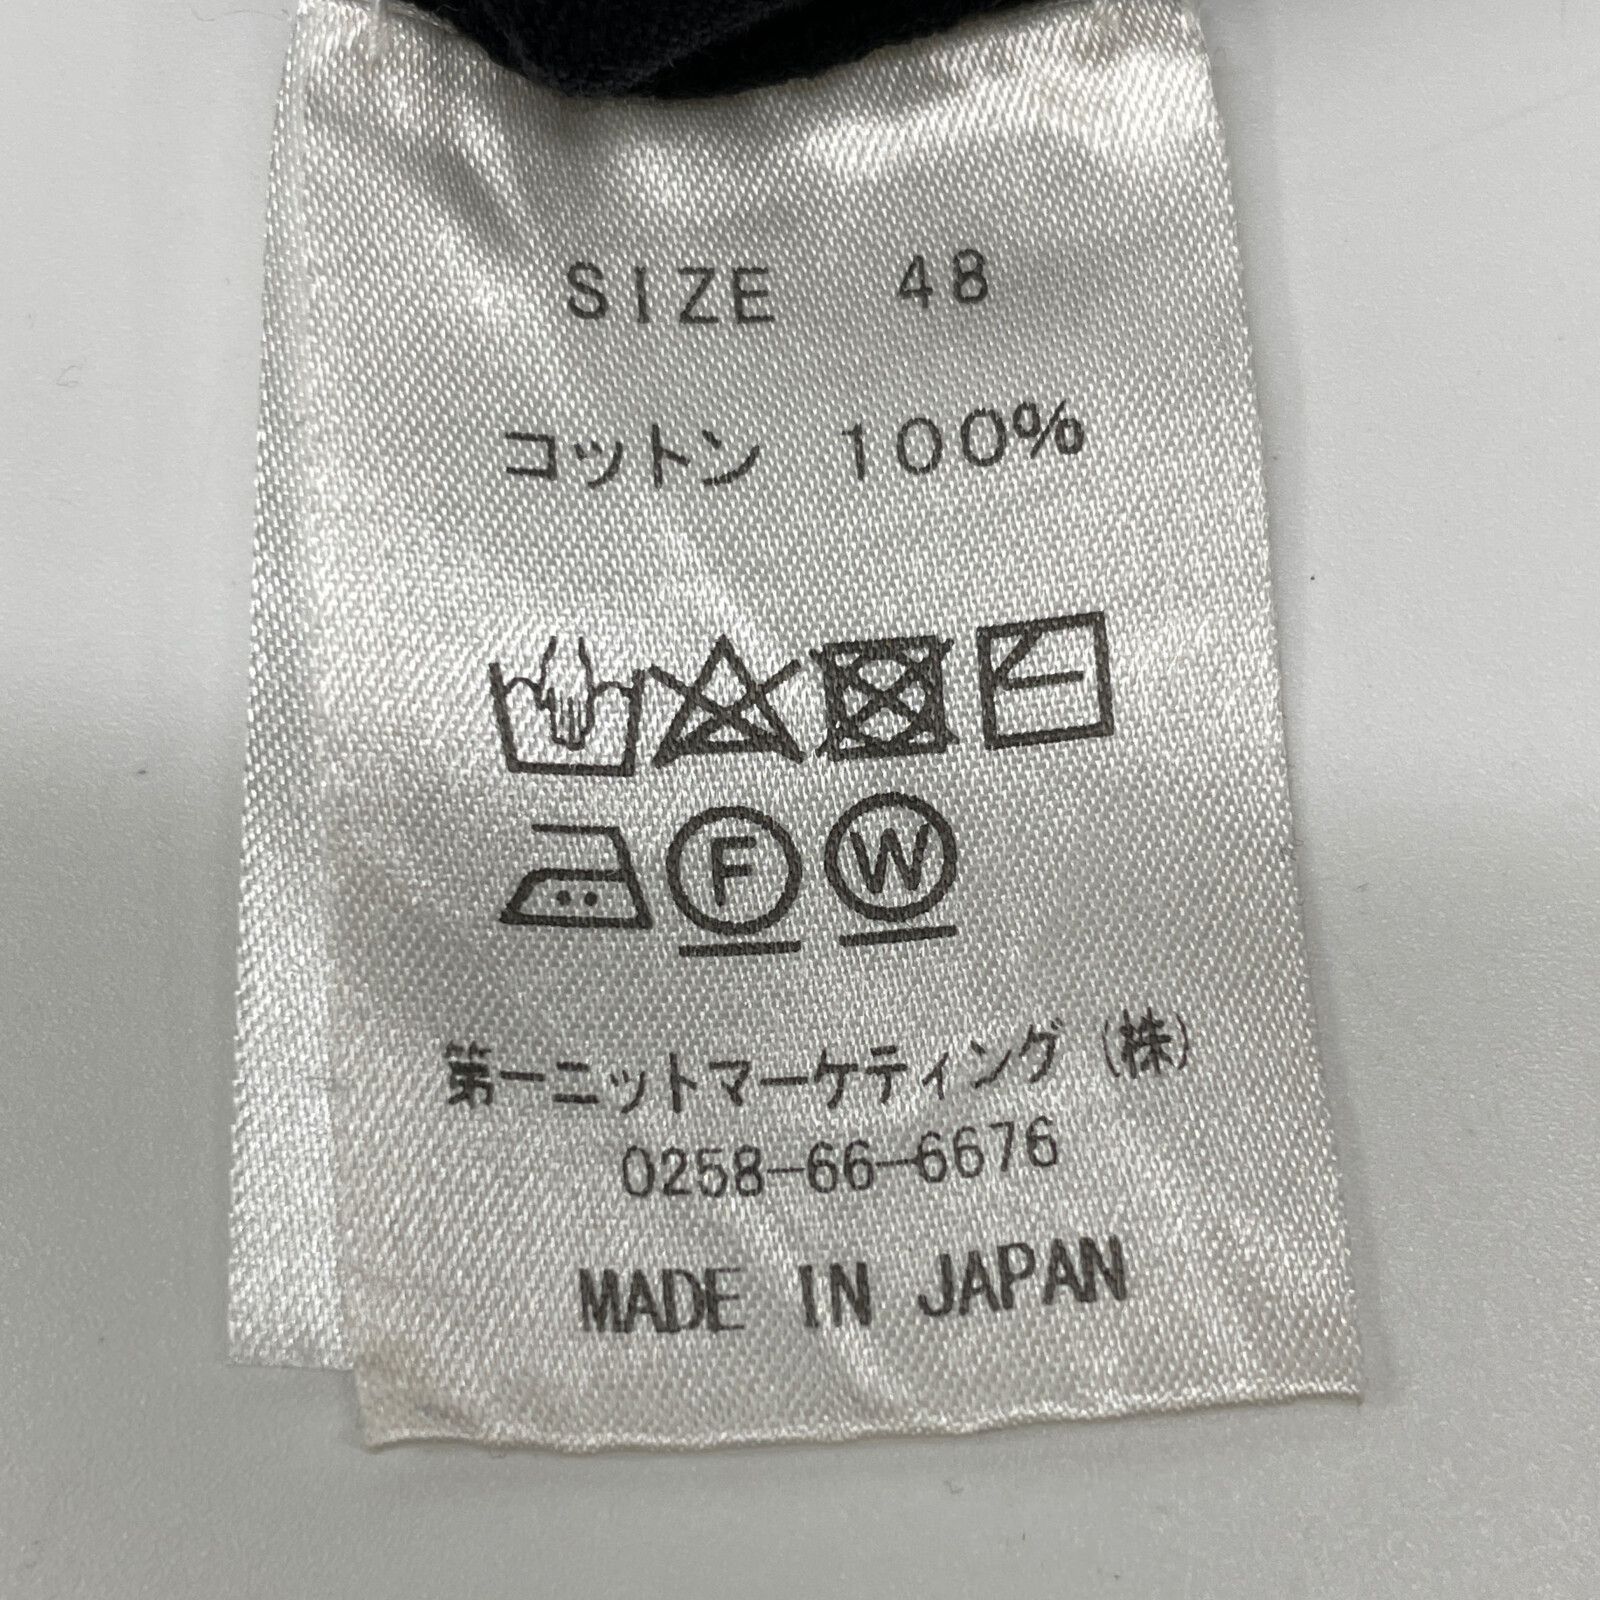 SIZE 48
コットン 100%
F W
第一ニットマーケティング(株)
0258-66-6676
MADE IN JAPAN